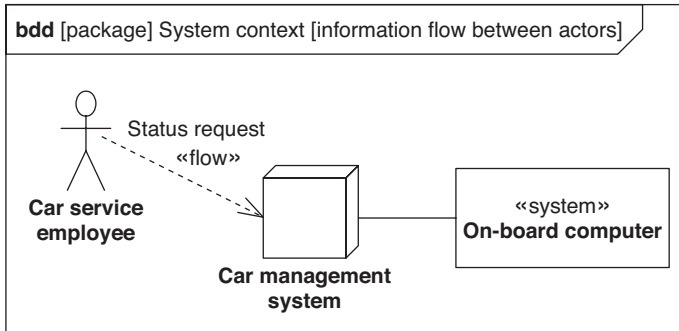 bdd [package] System context [information flow between actors]
Status request
«flow»
Car service
employee
Car management
system
«system»
On-board computer